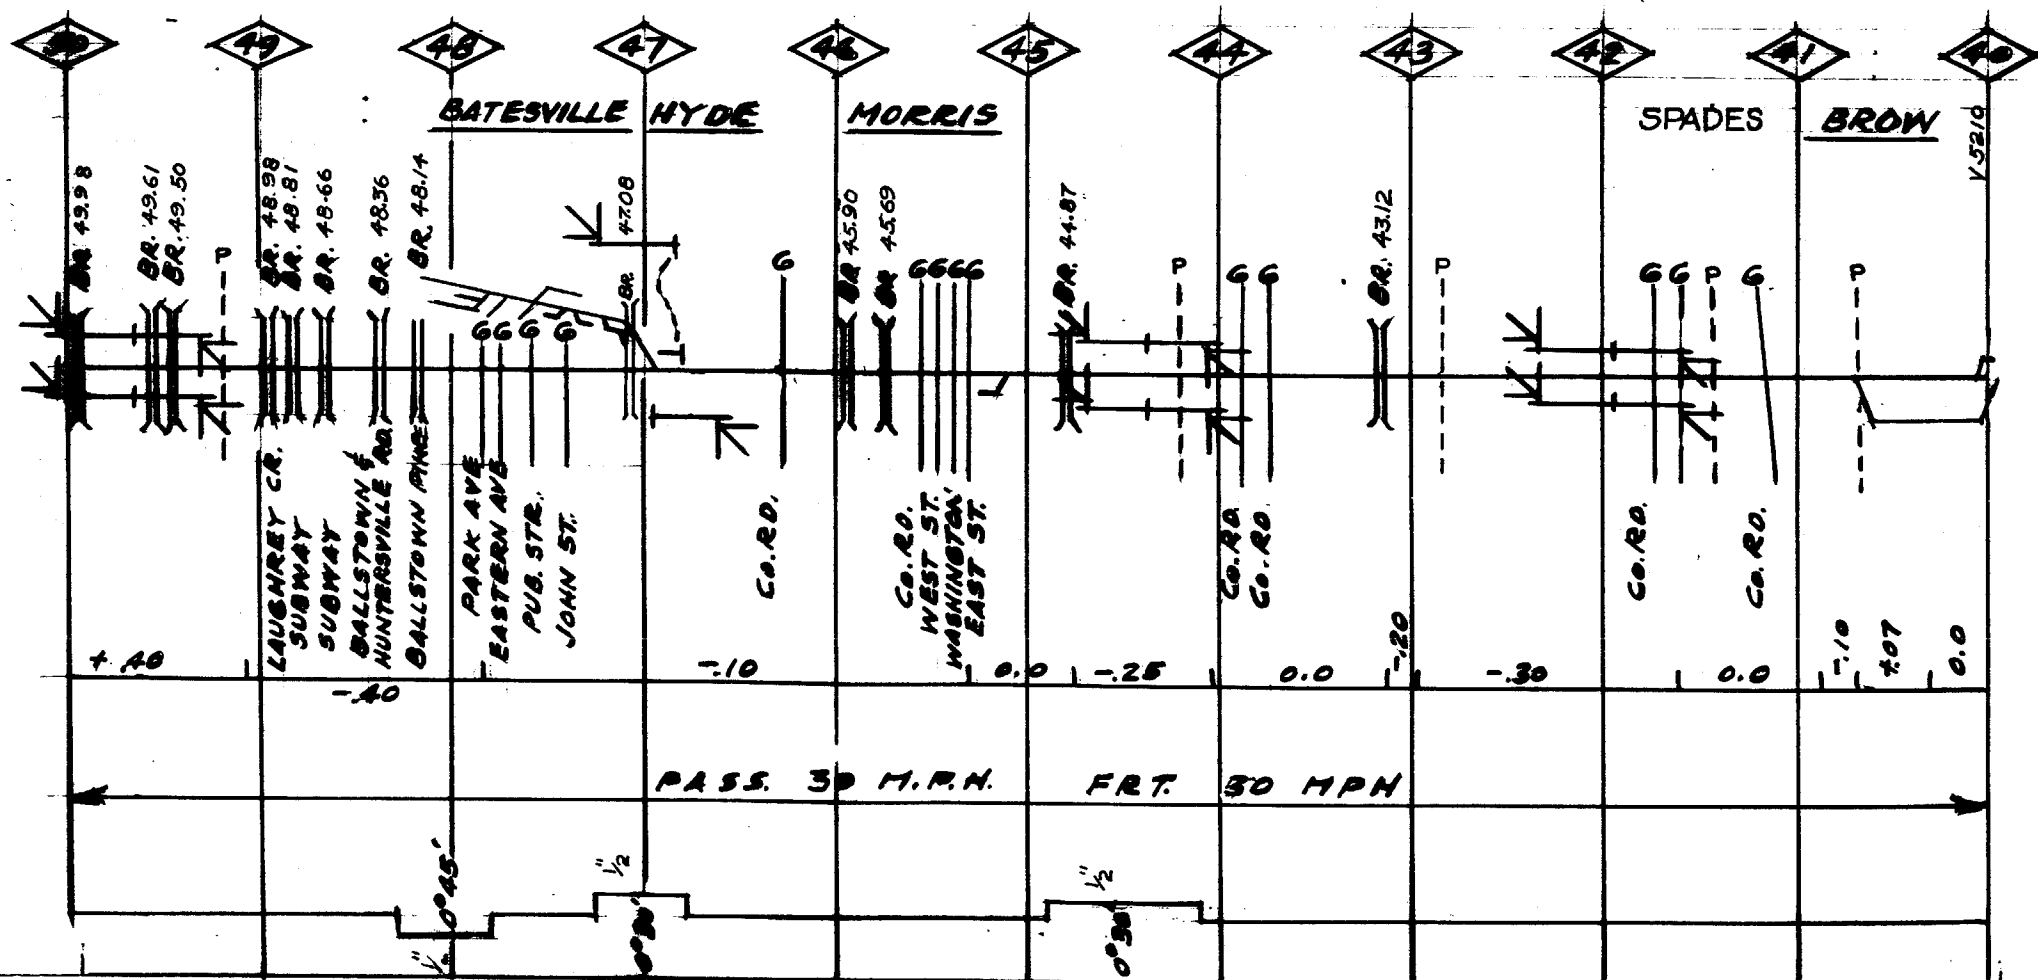 50 49 48 47 46 45 44 43 42 41 40
BATESVILLE HYDE MORRIS SPADES BROW
V5210
BR 49.98
BR. 49.61
BR. 49.50
P
BR. 48.98
BR. 48.81
BR. 48.66
BR. 48.36
BR. 48.14
BR. 47.08
G
BR 45.90
BR 45.69
G G G G
BR. 44.87
P
G G
BR. 43.12
P
G G P G
P
G G G G
LAUGHREY CR.
SUBWAY
SUBWAY
BALLSTOWN &
HUNTERSVILLE RD.
BALLSTOWN PIKE
PARK AVE
EASTERN AVE
PUB. STR.
JOHN ST.
CO. RD.
CO. RD.
WEST ST.
WASHINGTON
EAST ST.
CO. RD.
CO. RD
CO. RD.
CO. RD.
+.40 -.40 -.10 0.0 -.25 0.0 -.20 -.30 0.0 -.10 +.07 0.0
PASS. 30 M.P.H. FRT. 30 MPH
0°45'
1/2"
0°30'
1/2"
0°30'